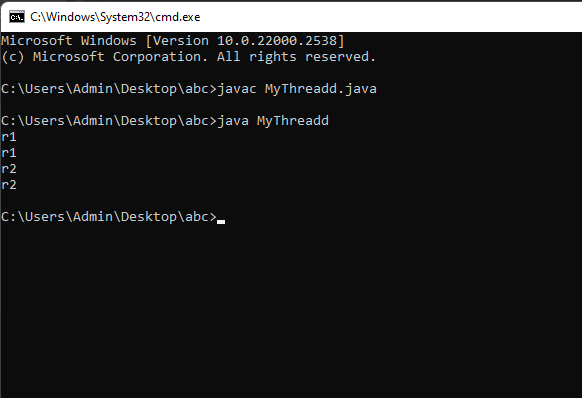 C:\Windows\System32\cmd.exe
Microsoft Windows [Version 10.0.22000.2538]
(c) Microsoft Corporation. All rights reserved.
C:\Users\Admin\Desktop\abc>javac MyThreadd.java
C:\Users\Admin\Desktop\abc>java MyThreadd
r1
r1
r2
r2
C:\Users\Admin\Desktop\abc>